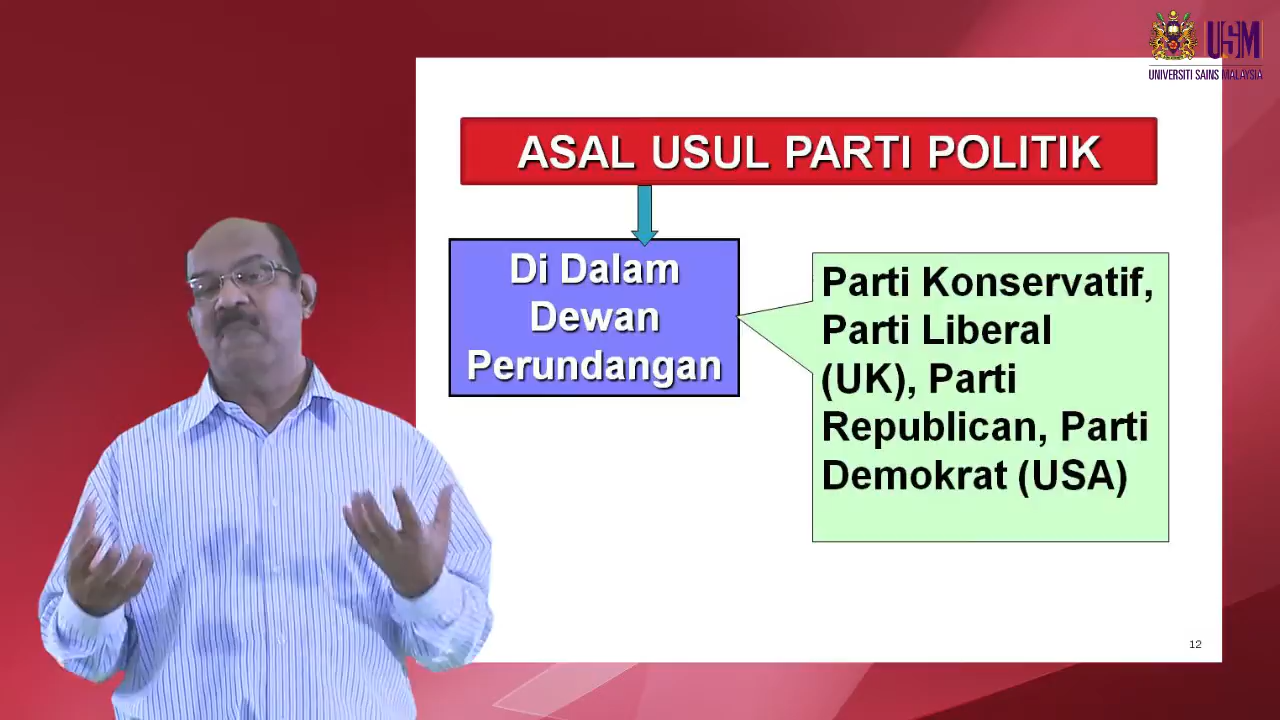 USM
UNIVERSITI SAINS MALAYSIA
ASAL USUL PARTI POLITIK
Di Dalam
Dewan
Perundangan
Parti Konservatif,
Parti Liberal
(UK), Parti
Republican, Parti
Demokrat (USA)
12